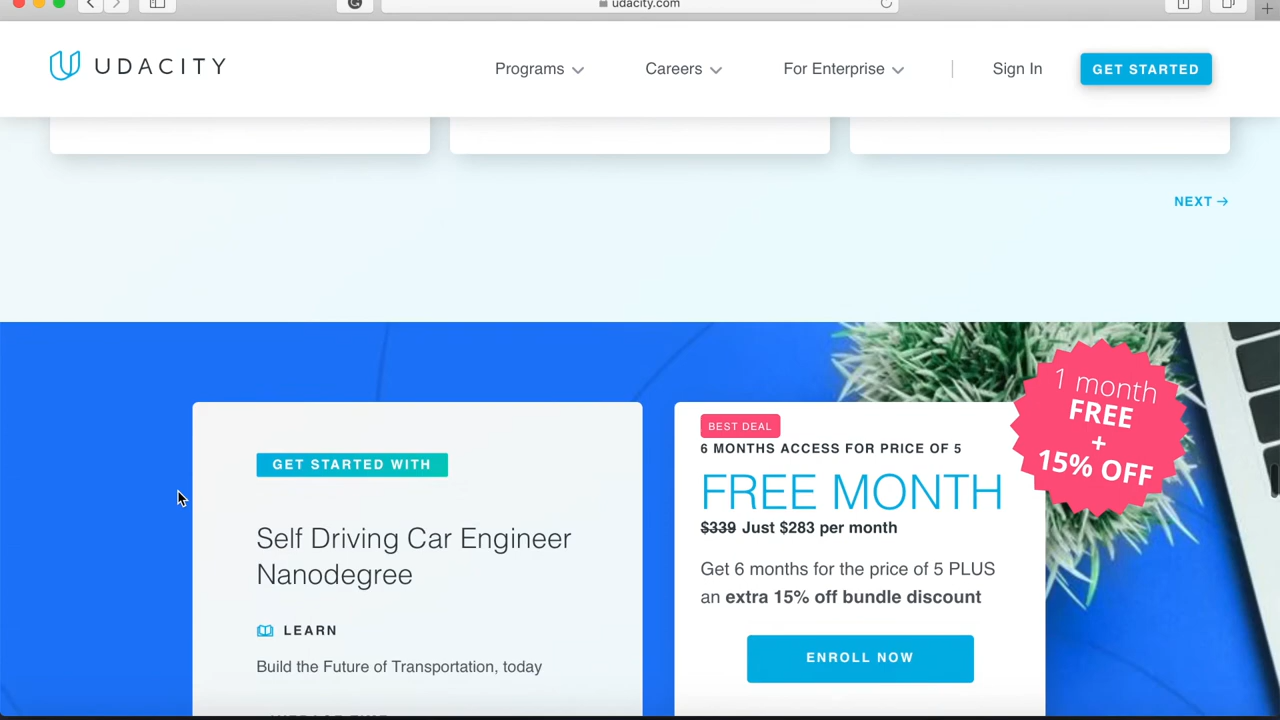 udacity.com
UDACITY
Programs
Careers
For Enterprise
Sign In
GET STARTED
NEXT →
GET STARTED WITH
Self Driving Car Engineer
Nanodegree
LEARN
Build the Future of Transportation, today
BEST DEAL
6 MONTHS ACCESS FOR PRICE OF 5
FREE MONTH
$339 Just $283 per month
Get 6 months for the price of 5 PLUS
an extra 15% off bundle discount
ENROLL NOW
1 month
FREE
+
15% OFF